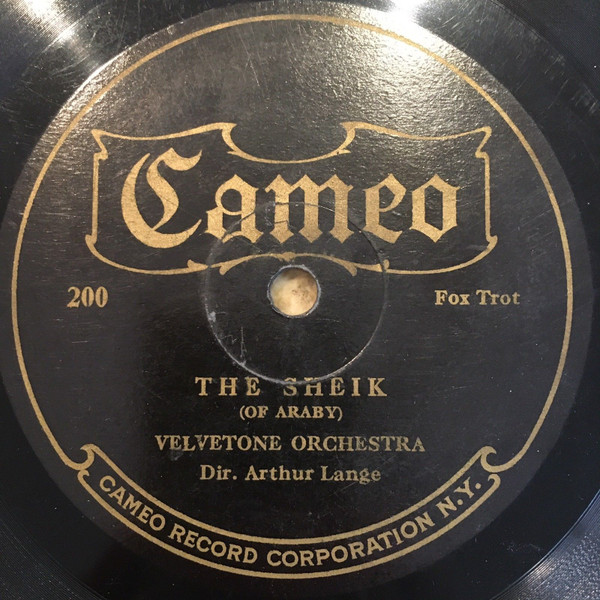 Cameo
200
Fox Trot
THE SHEIK
(OF ARABY)
VELVETONE ORCHESTRA
Dir. Arthur Lange
CAMEO RECORD CORPORATION N.Y.